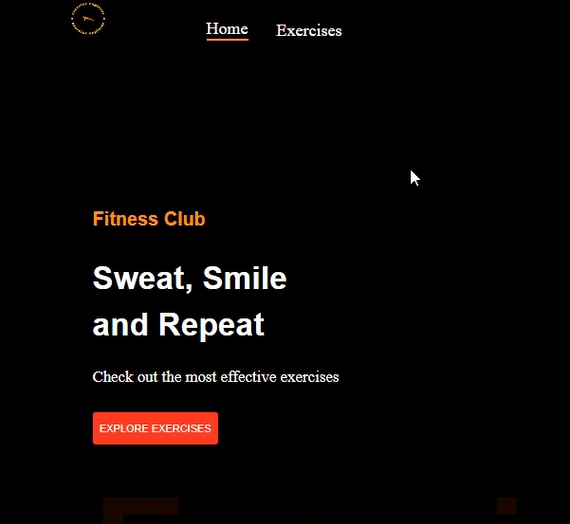 Home
Exercises
Fitness Club
Sweat, Smile
and Repeat
Check out the most effective exercises
EXPLORE EXERCISES